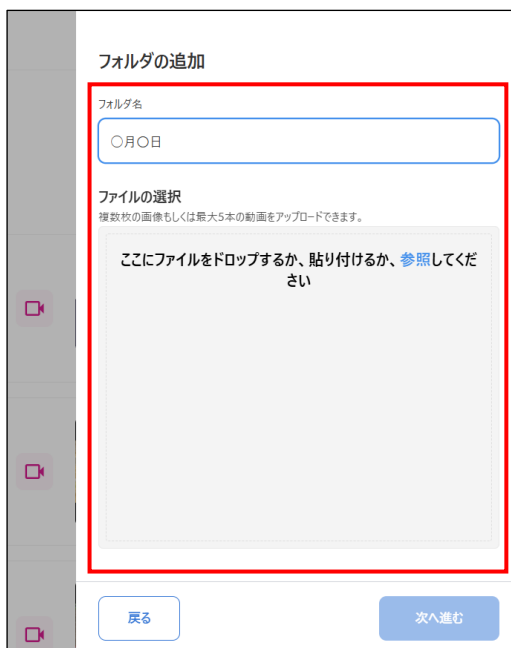 フォルダの追加
フォルダ名
○月○日
ファイルの選択
複数枚の画像もしくは最大5本の動画をアップロードできます。
ここにファイルをドロップするか、貼り付けるか、参照してくだ
さい
戻る
次へ進む